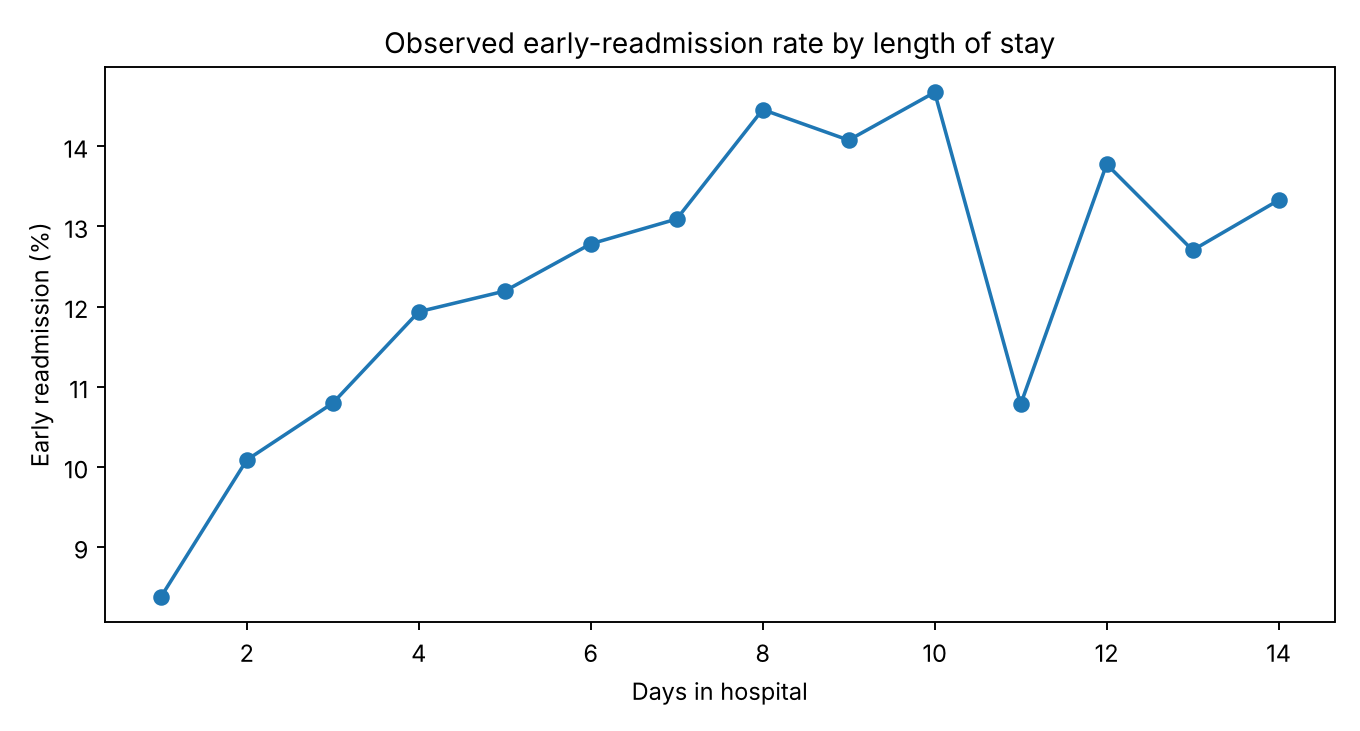 Observed early-readmission rate by length of stay
Early readmission (%)
14
13
12
11
10
9
2 4 6 8 10 12 14
Days in hospital